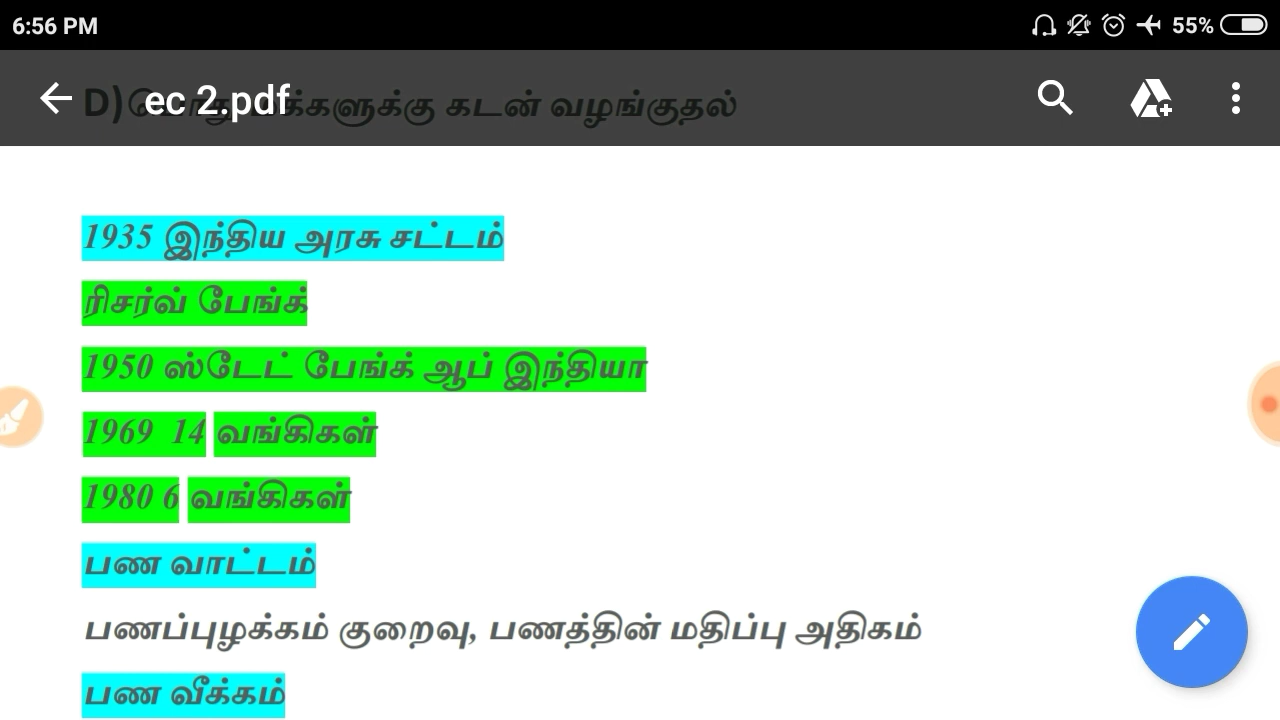 6:56 PM 55%
ec 2.pdf
D) க்களுக்கு கடன் வழங்குதல்
1935 இந்திய அரசு சட்டம்
ரிசர்வ் பேங்க்
1950 ஸ்டேட் பேங்க் ஆப் இந்தியா
1969 14 வங்கிகள்
1980 6 வங்கிகள்
பண வாட்டம்
பணப்புழக்கம் குறைவு, பணத்தின் மதிப்பு அதிகம்
பண வீக்கம்